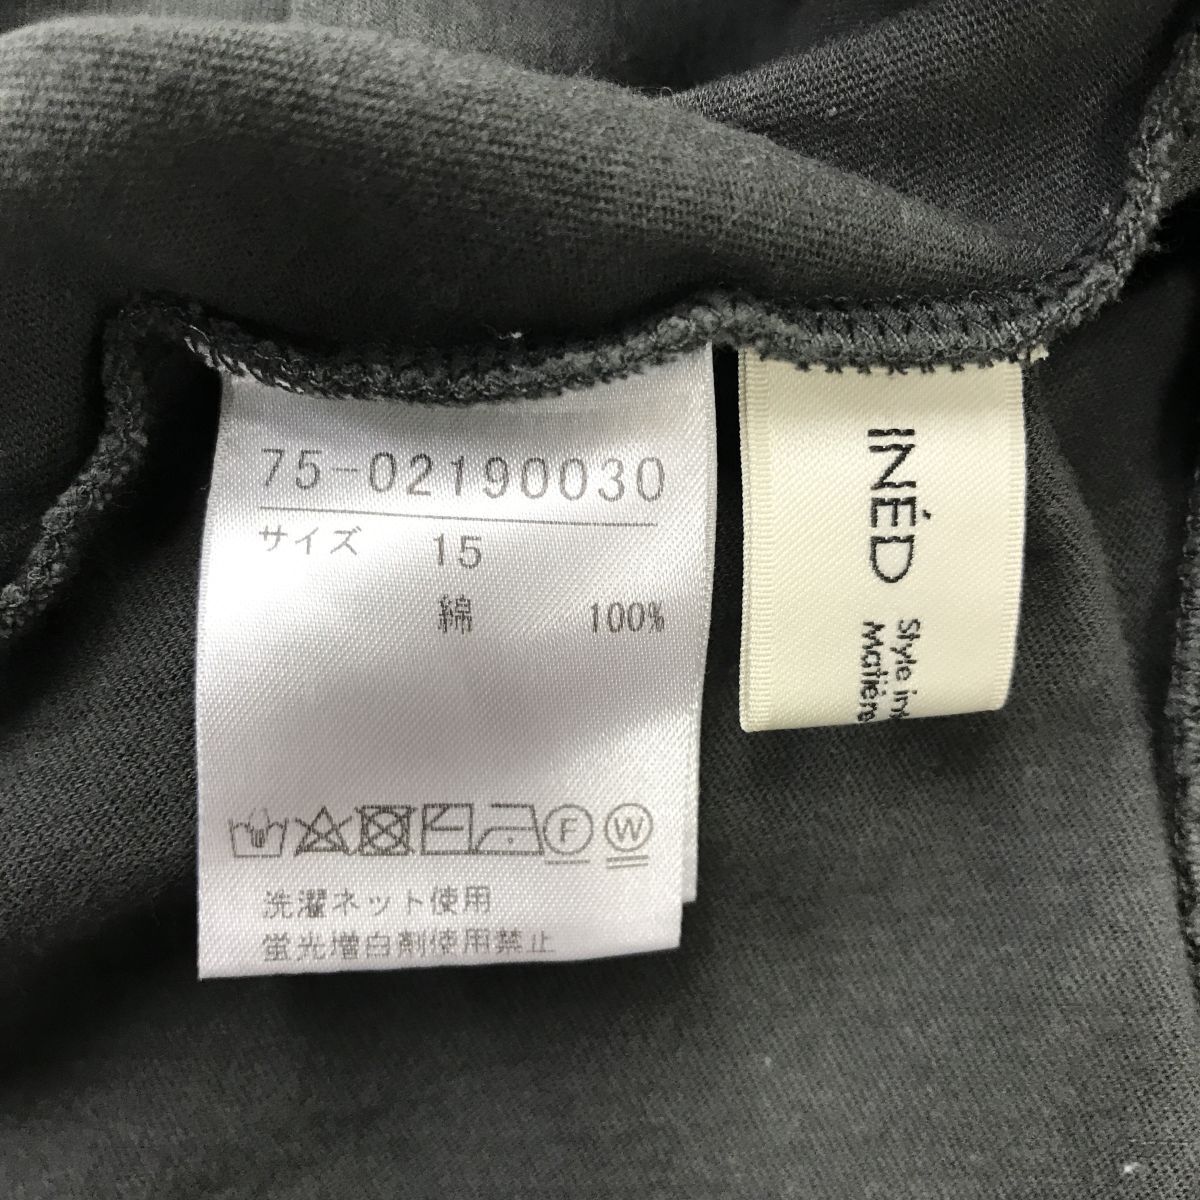 75-02190030
サイズ 15
綿 100%
F W
洗濯ネット使用
蛍光増白剤使用禁止
INÉD
Style in
Matière